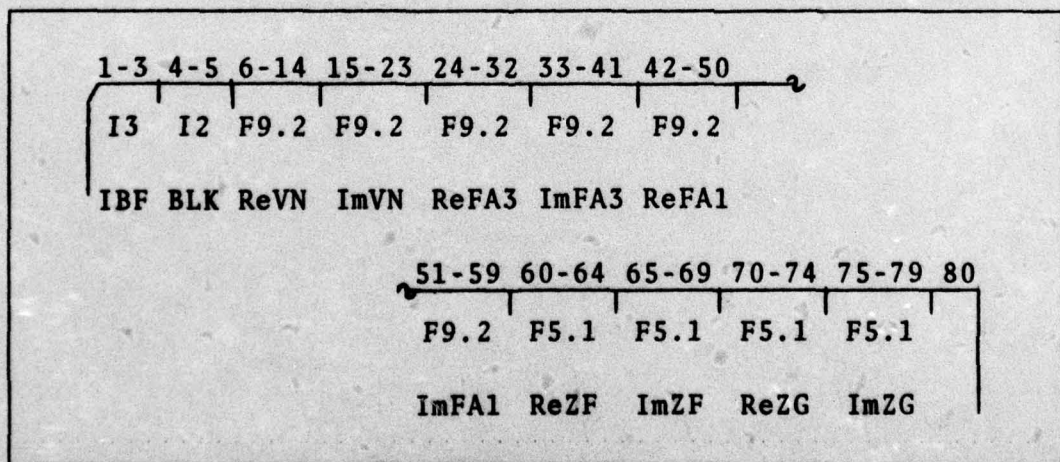 1-3 4-5 6-14 15-23 24-32 33-41 42-50
I3 I2 F9.2 F9.2 F9.2 F9.2 F9.2
IBF BLK ReVN ImVN ReFA3 ImFA3 ReFA1
51-59 60-64 65-69 70-74 75-79 80
F9.2 F5.1 F5.1 F5.1 F5.1
ImFA1 ReZF ImZF ReZG ImZG